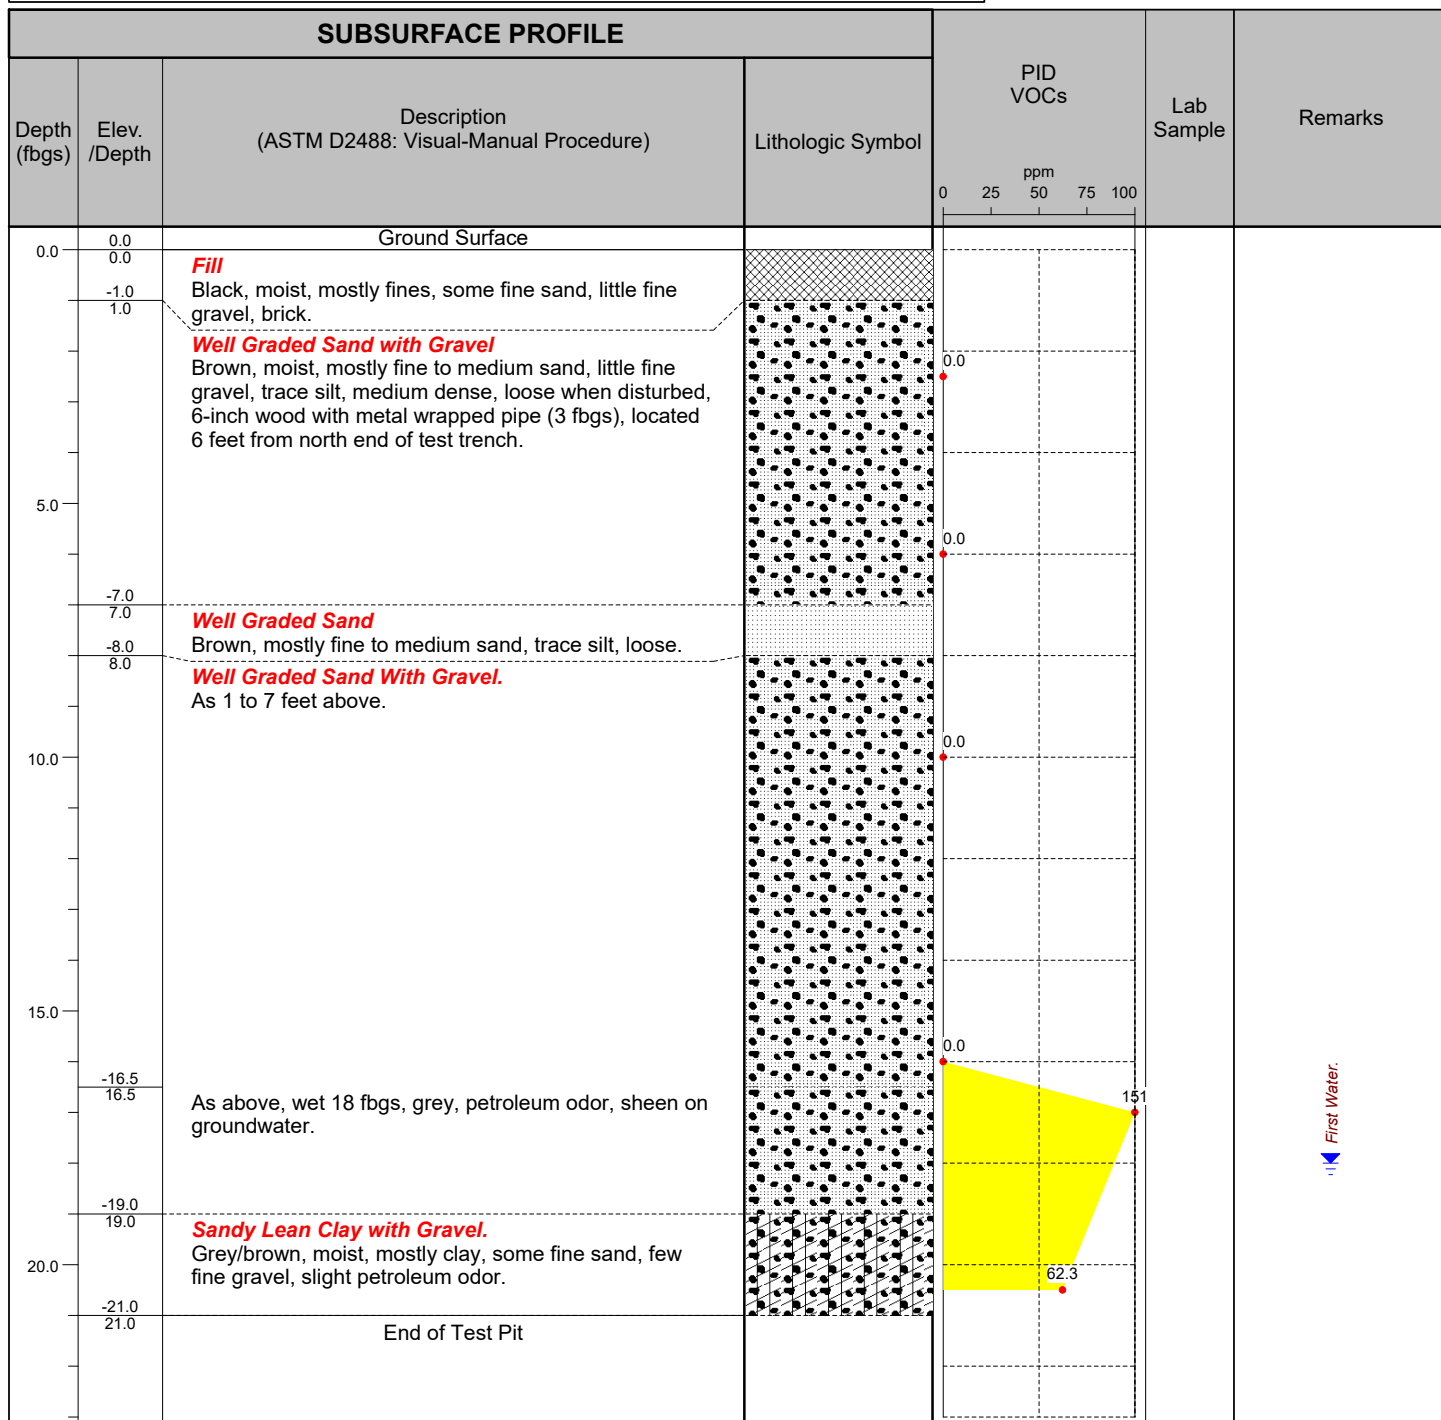 SUBSURFACE PROFILE
Depth
(fbgs)
Elev.
/Depth
Description
(ASTM D2488: Visual-Manual Procedure)
Lithologic Symbol
PID
VOCs
ppm
0 25 50 75 100
Lab
Sample
Remarks
0.0
0.0
0.0
Ground Surface
Fill
Black, moist, mostly fines, some fine sand, little fine
gravel, brick.
-1.0
1.0
Well Graded Sand with Gravel
Brown, moist, mostly fine to medium sand, little fine
gravel, trace silt, medium dense, loose when disturbed,
6-inch wood with metal wrapped pipe (3 fbgs), located
6 feet from north end of test trench.
0.0
5.0
0.0
-7.0
7.0
Well Graded Sand
Brown, mostly fine to medium sand, trace silt, loose.
-8.0
8.0
Well Graded Sand With Gravel.
As 1 to 7 feet above.
10.0
0.0
15.0
0.0
-16.5
16.5
As above, wet 18 fbgs, grey, petroleum odor, sheen on
groundwater.
151
First Water.
-19.0
19.0
Sandy Lean Clay with Gravel.
Grey/brown, moist, mostly clay, some fine sand, few
fine gravel, slight petroleum odor.
20.0
62.3
-21.0
21.0
End of Test Pit